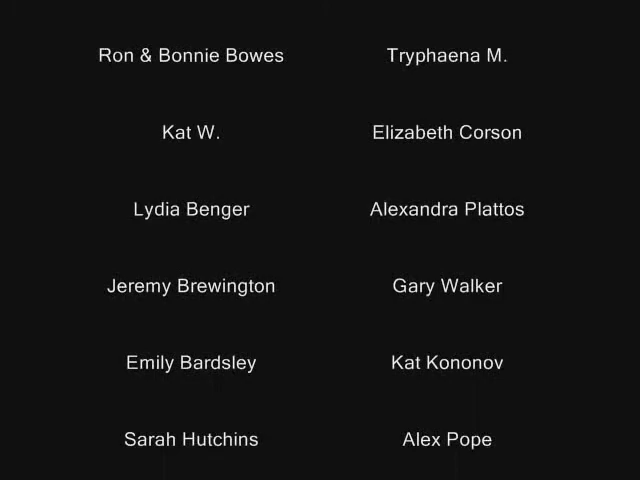 Ron & Bonnie Bowes
Tryphaena M.
Kat W.
Elizabeth Corson
Lydia Benger
Alexandra Plattos
Jeremy Brewington
Gary Walker
Emily Bardsley
Kat Kononov
Sarah Hutchins
Alex Pope